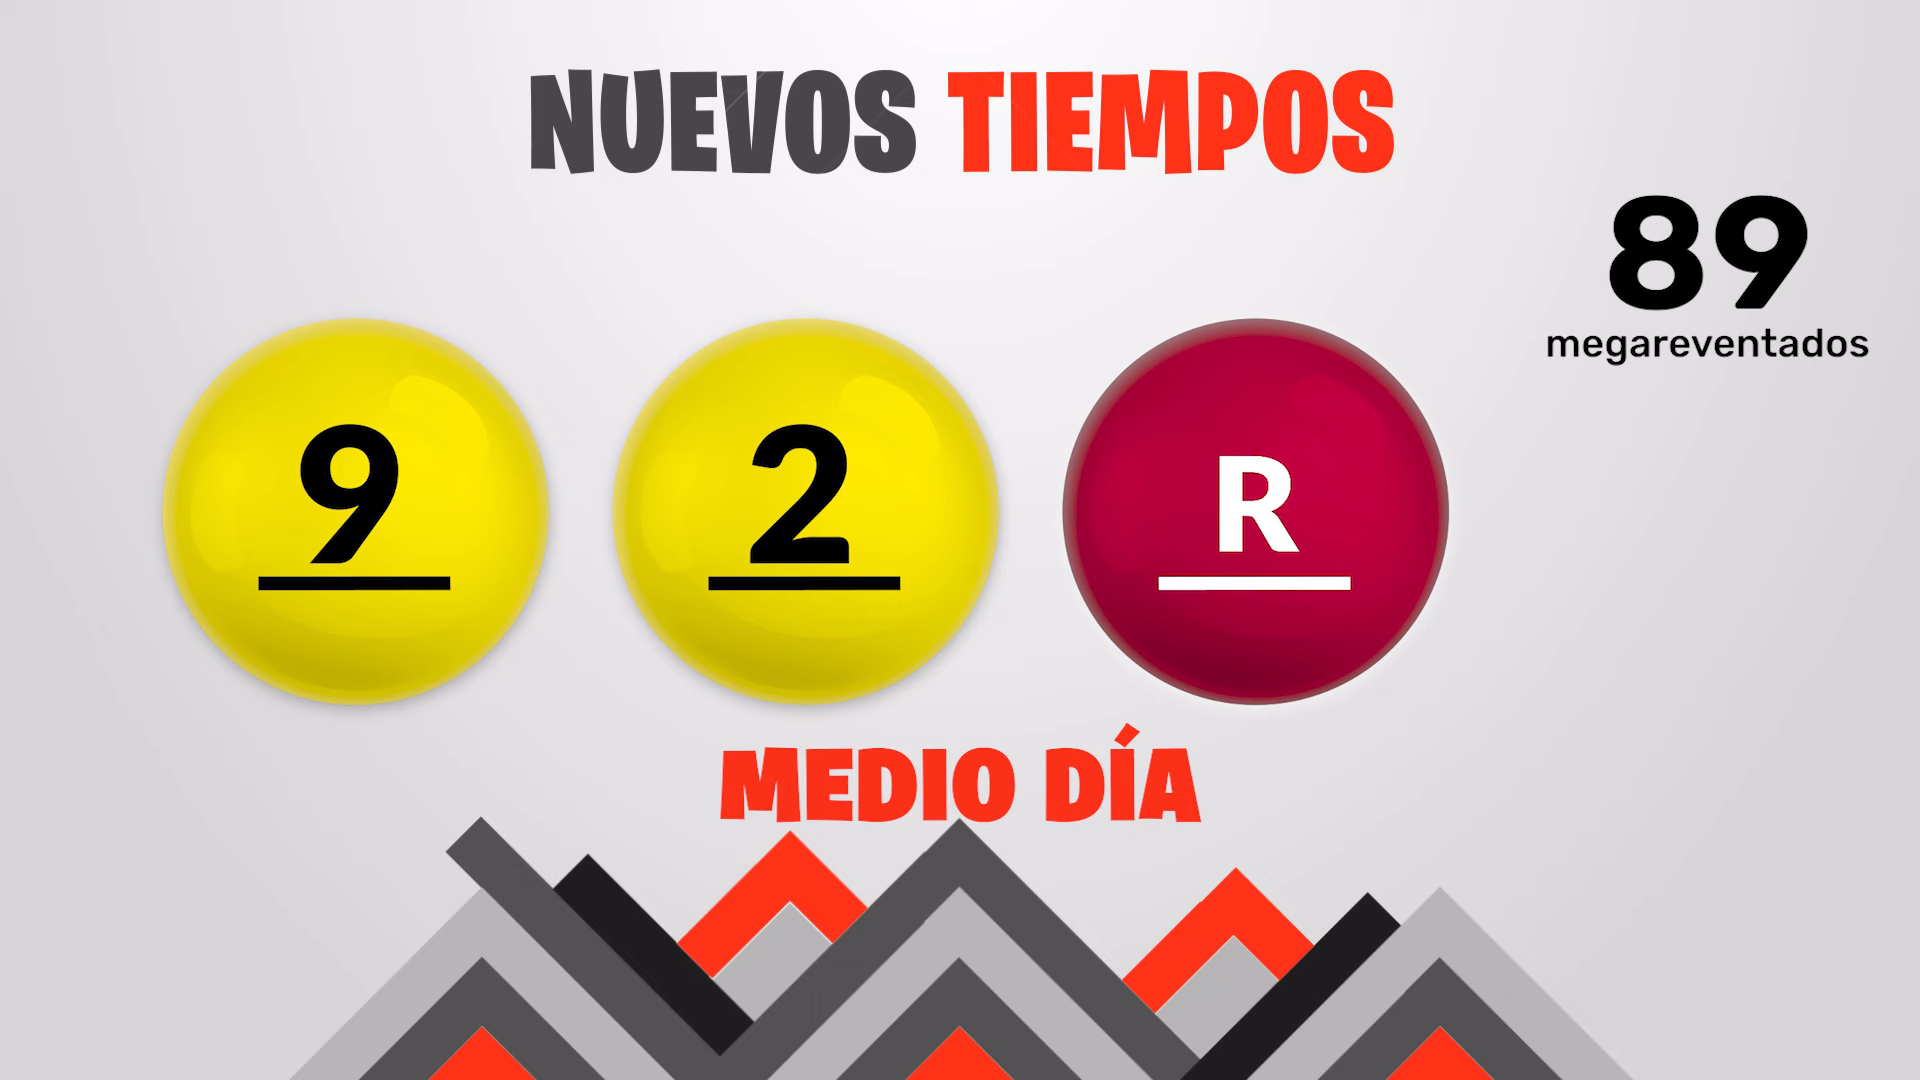 NUEVOS TIEMPOS
89
megareventados
9 2 R
MEDIO DÍA